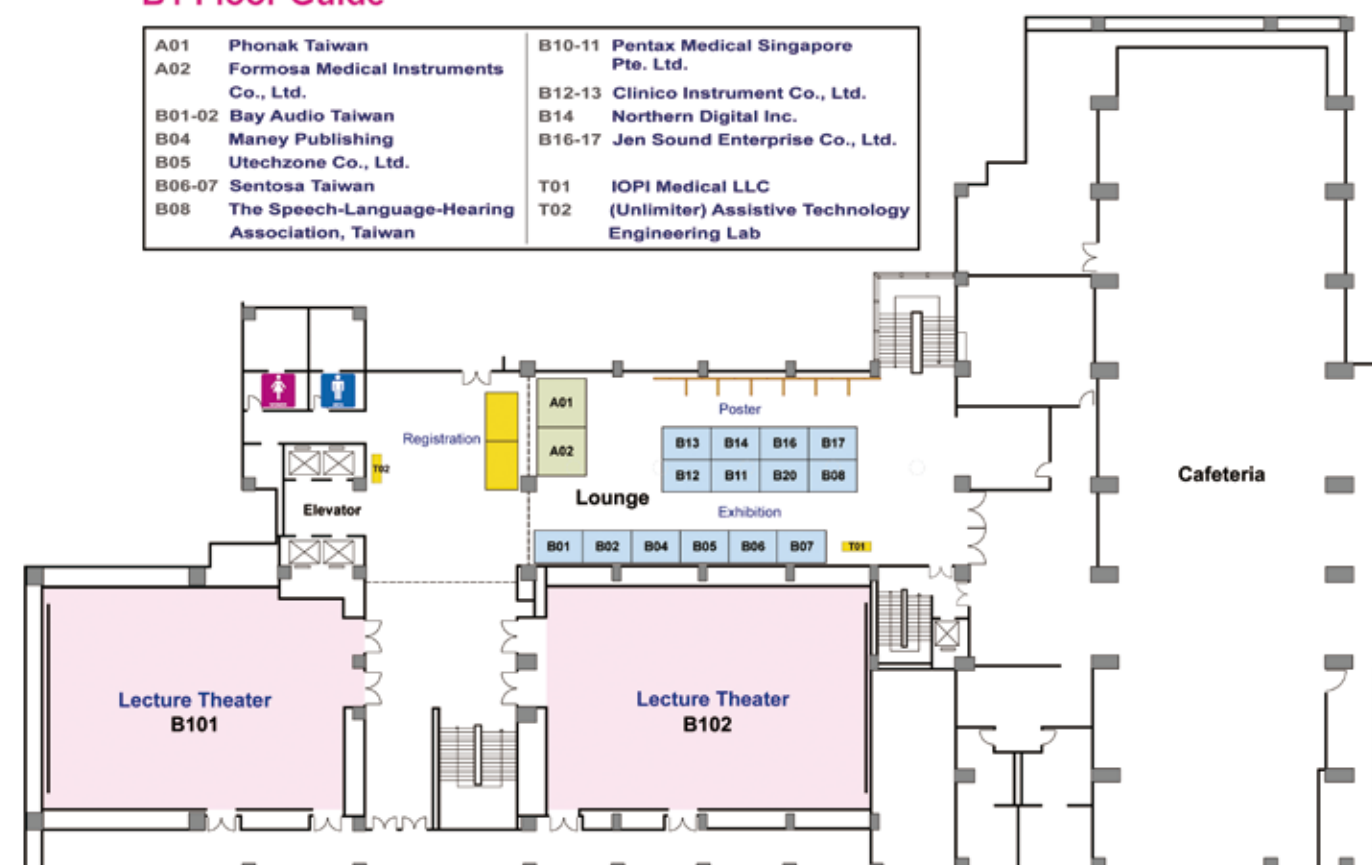 B1 Floor Guide
A01 Phonak Taiwan
A02 Formosa Medical Instruments
Co., Ltd.
B01-02 Bay Audio Taiwan
B04 Maney Publishing
B05 Utechzone Co., Ltd.
B06-07 Sentosa Taiwan
B08 The Speech-Language-Hearing
Association, Taiwan
B10-11 Pentax Medical Singapore
Pte. Ltd.
B12-13 Clinico Instrument Co., Ltd.
B14 Northern Digital Inc.
B16-17 Jen Sound Enterprise Co., Ltd.
T01 IOPI Medical LLC
T02 (Unlimiter) Assistive Technology
Engineering Lab
A01
Poster
Registration
B13 B14 B16 B17
A02
T02
B12 B11 B20 B08
Cafeteria
Lounge
Elevator
Exhibition
B01 B02 B04 B05 B06 B07 T01
Lecture Theater
B101
Lecture Theater
B102